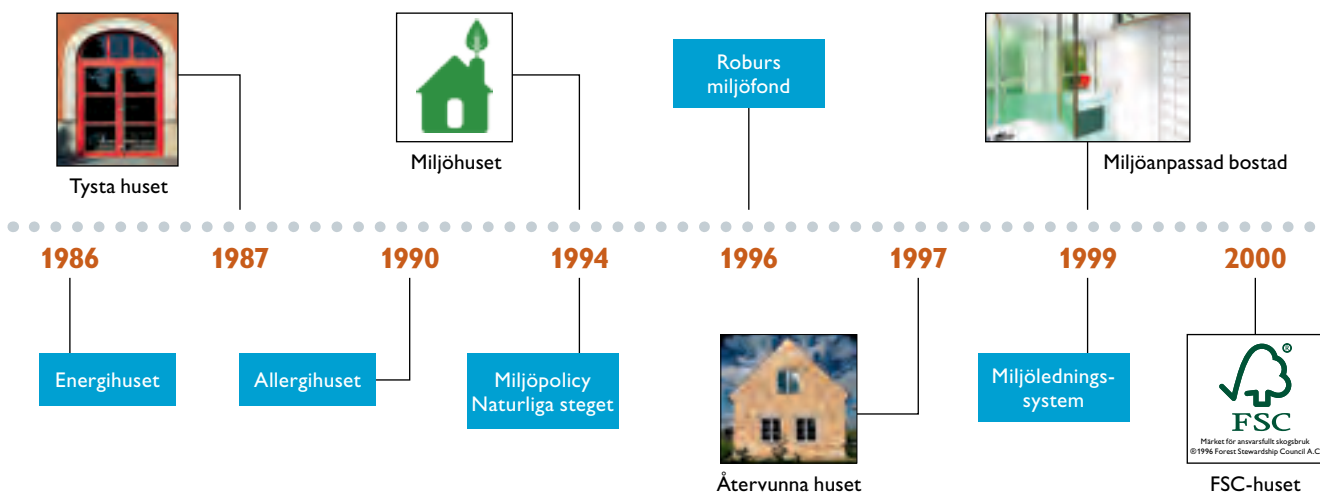 Roburs
miljöfond
Tysta huset
Miljöhuset
Miljöanpassad bostad
1986
1987
1990
1994
1996
1997
1999
2000
Energihuset
Allergihuset
Miljöpolicy
Naturliga steget
Miljölednings-
system
®
FSC
Märket för ansvarsfullt skogsbruk
©1996 Forest Stewardship Council A.C
Återvunna huset
FSC-huset